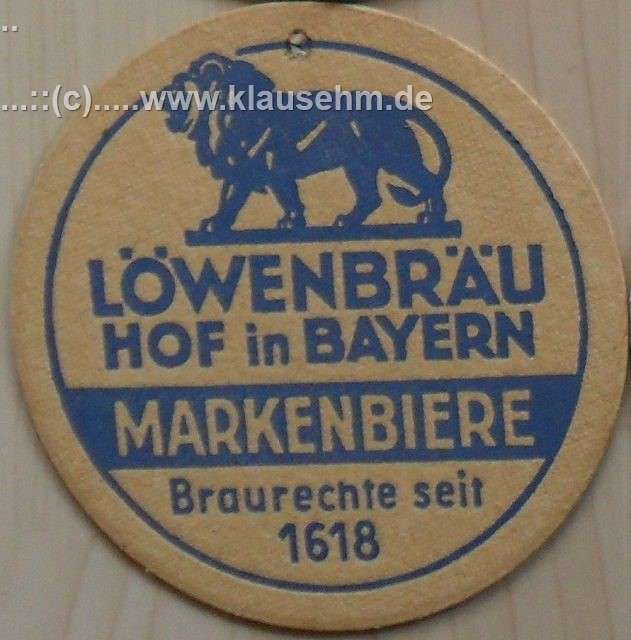 ..
...::(c).....www.klausehm.de
LÖWENBRÄU
HOF in BAYERN
MARKENBIERE
Braurechte seit
1618